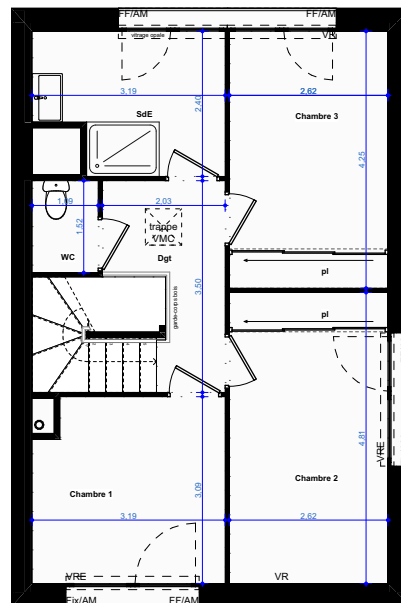 FF/AM
FF/AM
vitrage opale
VR
3,19
2,62
2,40
SdE
Chambre 3
4,25
1,09
2,03
1,52
trappe
VMC
WC
Dgt
pl
3,50
garde-corps bois
pl
4,81
VRE
Chambre 2
Chambre 1
3,09
3,19
2,62
VRE
VR
Fix/AM
FF/AM